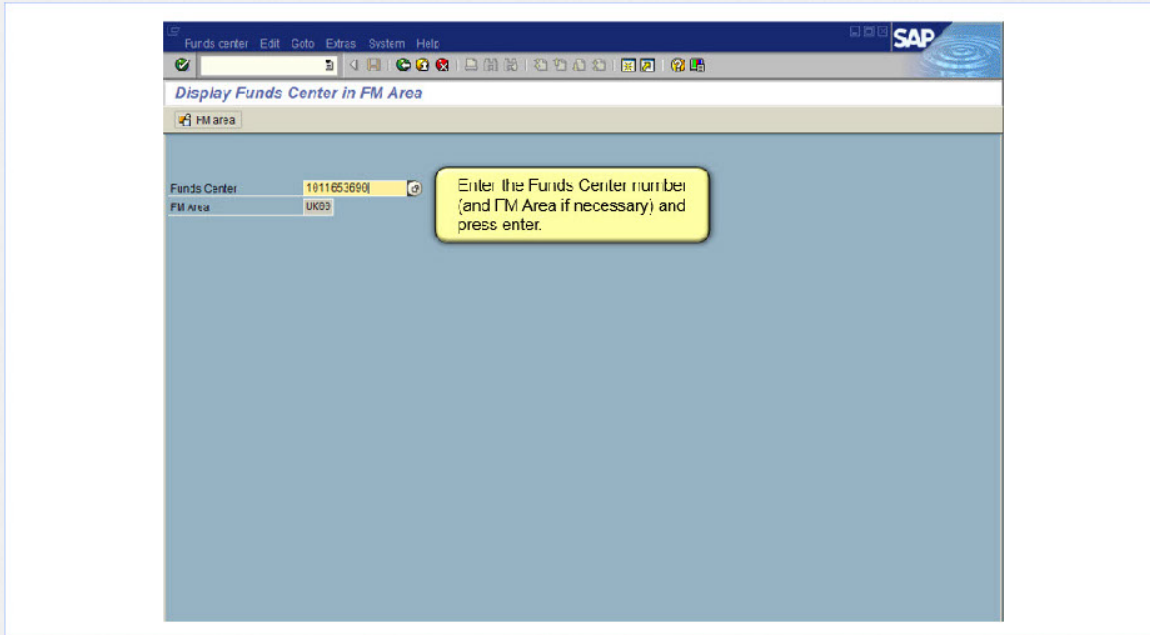 Funds center Edit Goto Extras System Help
SAP
Display Funds Center in FM Area
FM area
Funds Center 1011653690
FM Area
Enter the Funds Center number
(and FM Area if necessary) and
press enter.